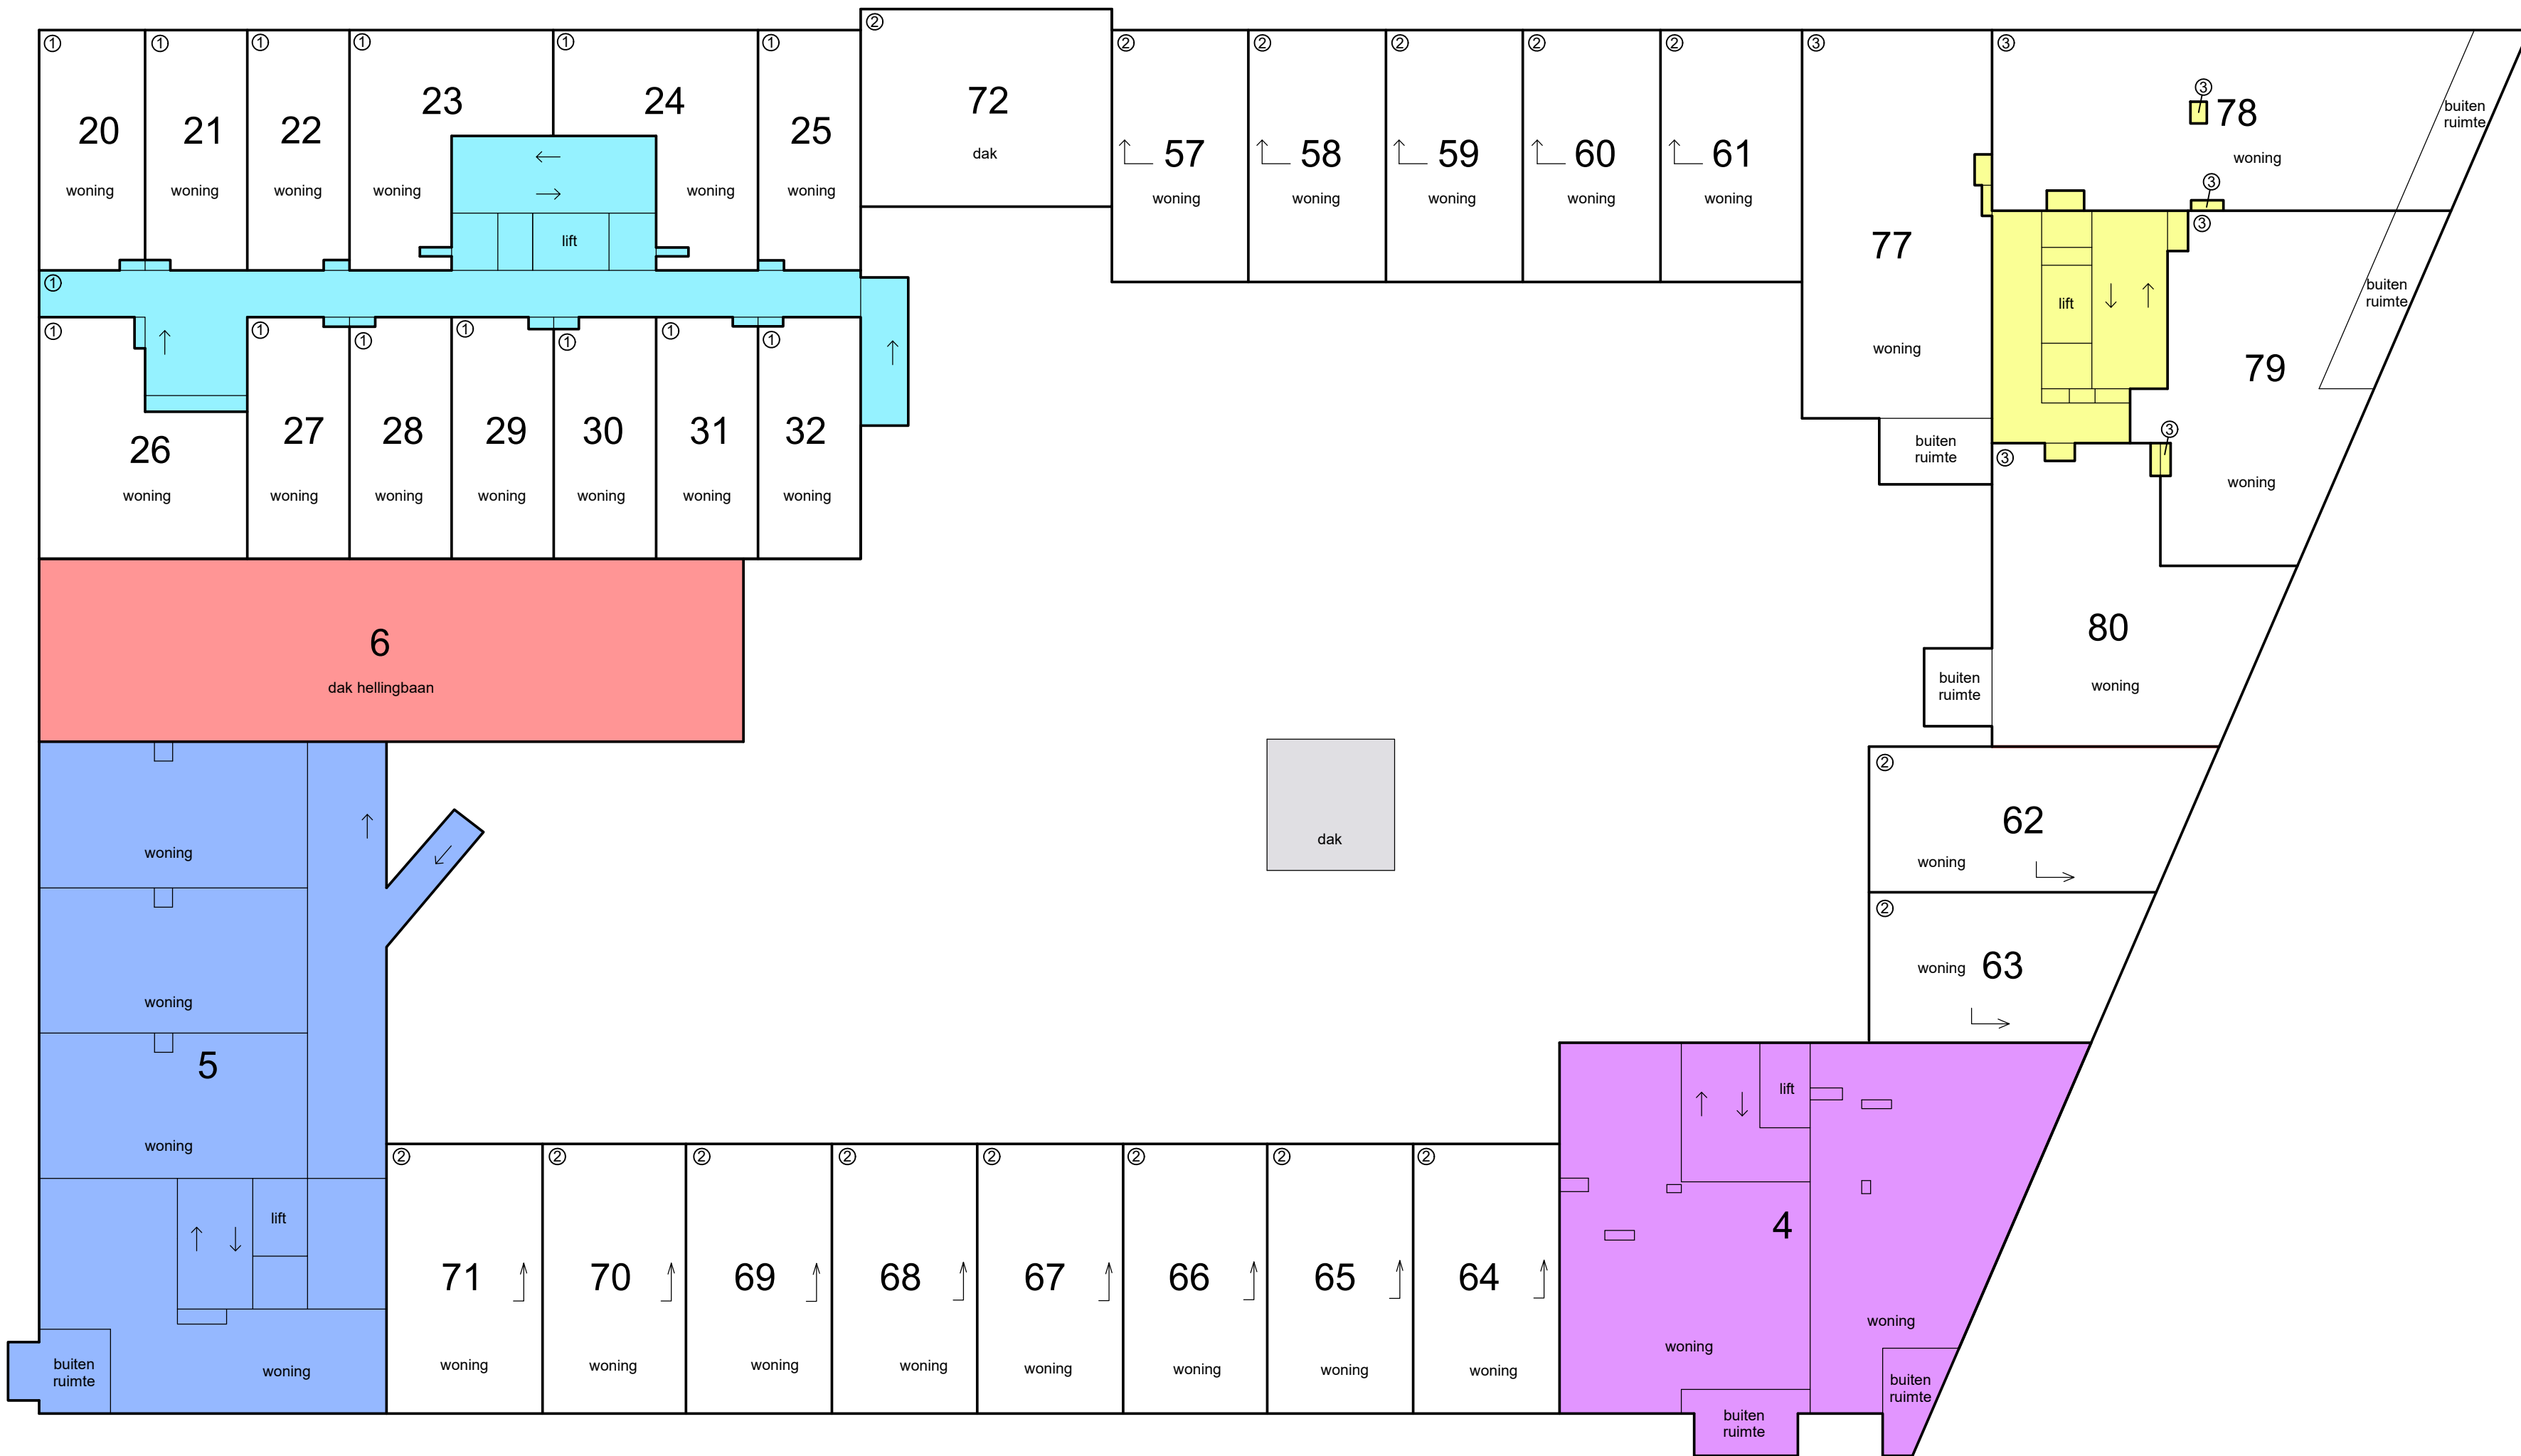 ① ① ① ① ① ① ② ② ② ② ② ② ③ ③
20 21 22 23 24 25 72 57 58 59 60 61 78
③
woning woning woning woning woning woning
dak
woning woning woning woning woning
woning
buiten
ruimte
lift
③
③
77
woning
lift
79
woning
buiten
ruimte
buiten
ruimte
①
① ① ① ① ① ① ①
26 27 28 29 30 31 32
woning woning woning woning woning woning woning
③
③
80
woning
buiten
ruimte
6
dak hellingbaan
dak
②
62
woning
②
woning 63
woning
woning
5
woning
lift
buiten
ruimte
woning
② ② ② ② ② ② ② ②
71 70 69 68 67 66 65 64
woning woning woning woning woning woning woning woning
lift
4
woning
woning
buiten
ruimte
buiten
ruimte